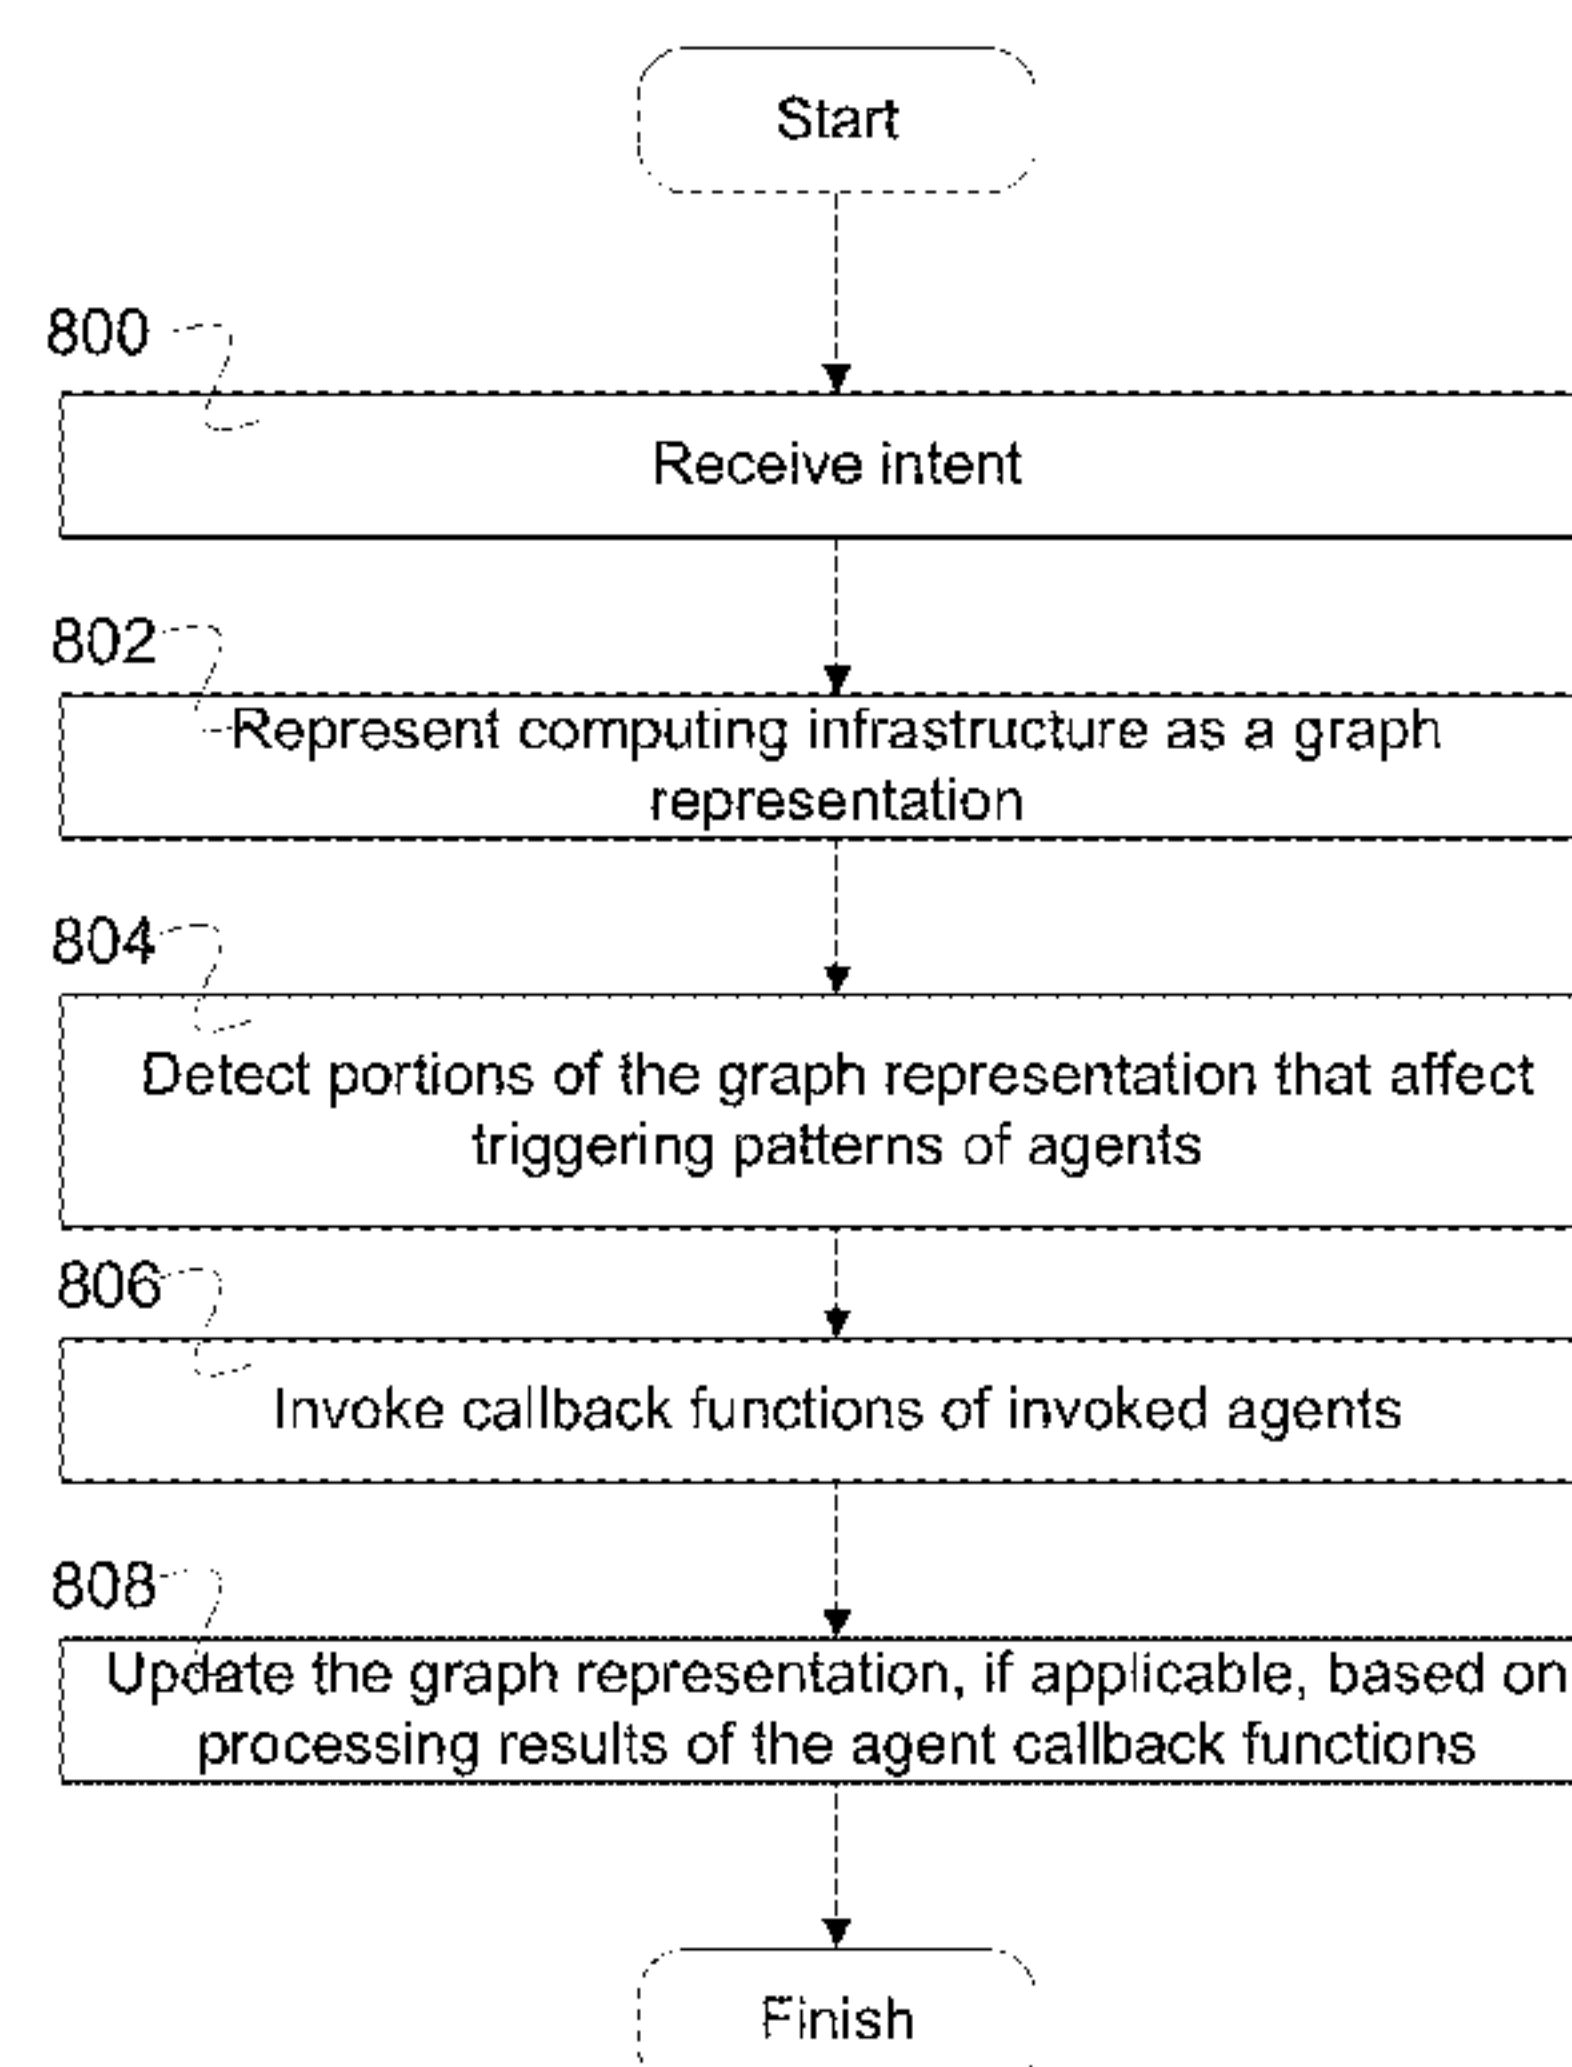 Start
800
Receive intent
802
Represent computing infrastructure as a graph
representation
804
Detect portions of the graph representation that affect
triggering patterns of agents
806
Invoke callback functions of invoked agents
808
Update the graph representation, if applicable, based on
processing results of the agent callback functions
Finish